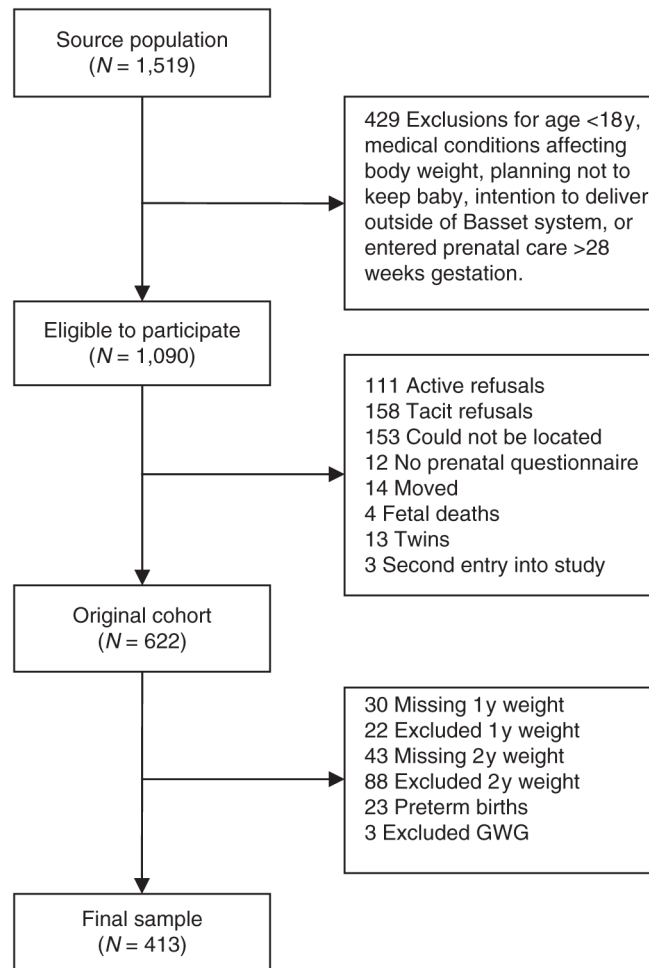 Source population
(N = 1,519)
429 Exclusions for age <18y,
medical conditions affecting
body weight, planning not to
keep baby, intention to deliver
outside of Basset system, or
entered prenatal care >28
weeks gestation.
Eligible to participate
(N = 1,090)
111 Active refusals
158 Tacit refusals
153 Could not be located
12 No prenatal questionnaire
14 Moved
4 Fetal deaths
13 Twins
3 Second entry into study
Original cohort
(N = 622)
30 Missing 1y weight
22 Excluded 1y weight
43 Missing 2y weight
88 Excluded 2y weight
23 Preterm births
3 Excluded GWG
Final sample
(N = 413)